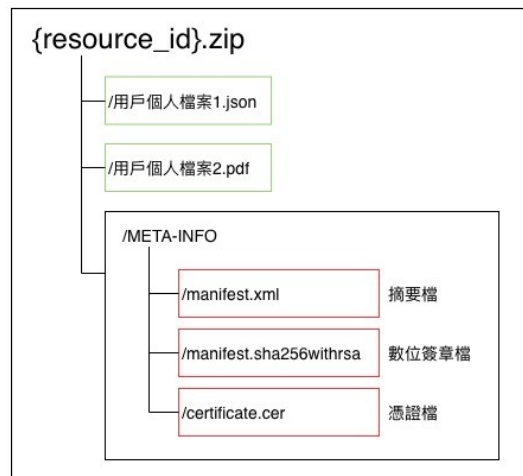 {resource_id}.zip
/用戶個人檔案1.json
/用戶個人檔案2.pdf
/META-INFO
/manifest.xml 摘要檔
/manifest.sha256withrsa 數位簽章檔
/certificate.cer 憑證檔